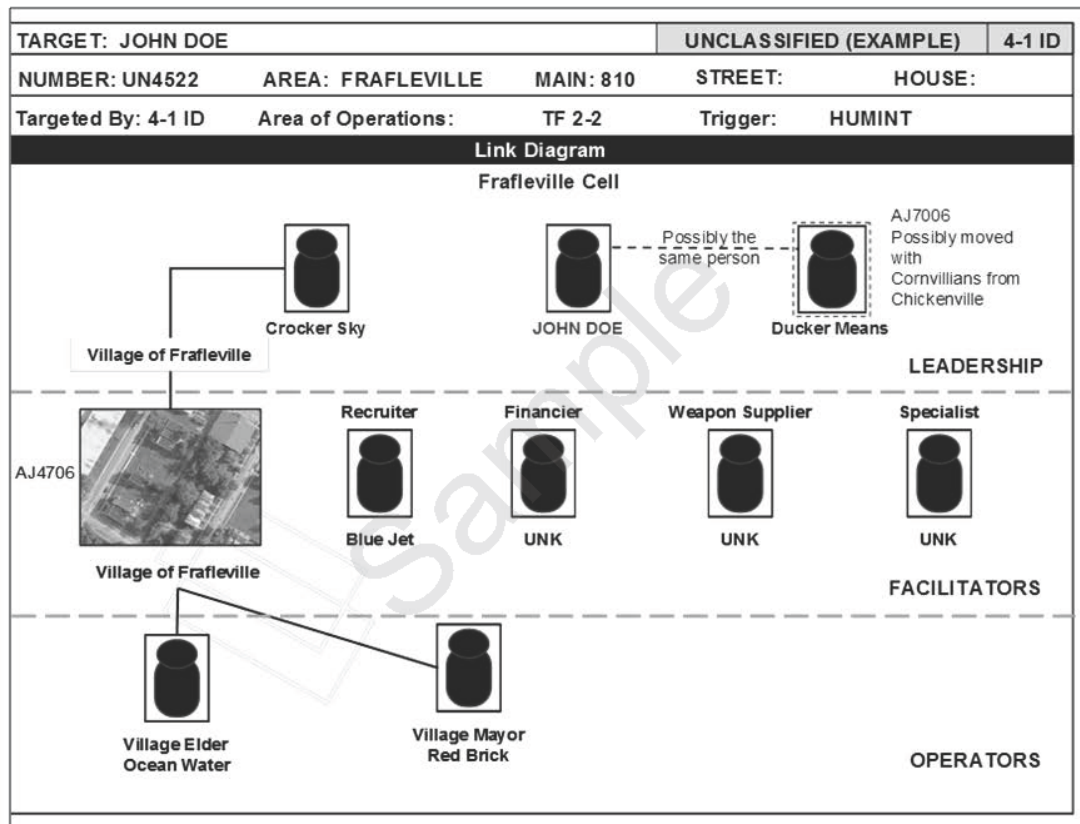 TARGET: JOHN DOE UNCLASSIFIED (EXAMPLE) 4-1 ID
NUMBER: UN4522 AREA: FRAFLEVILLE MAIN: 810 STREET: HOUSE:
Targeted By: 4-1 ID Area of Operations: TF 2-2 Trigger: HUMINT
Link Diagram
Frafleville Cell
Possibly the
same person
AJ7006
Possibly moved
with
Cornvillians from
Chickenville
Crocker Sky JOHN DOE Ducker Means
Village of Frafleville
LEADERSHIP
Recruiter Financier Weapon Supplier Specialist
AJ4706
Blue Jet UNK UNK UNK
Village of Frafleville
FACILITATORS
Village Elder
Ocean Water
Village Mayor
Red Brick
OPERATORS
Sample